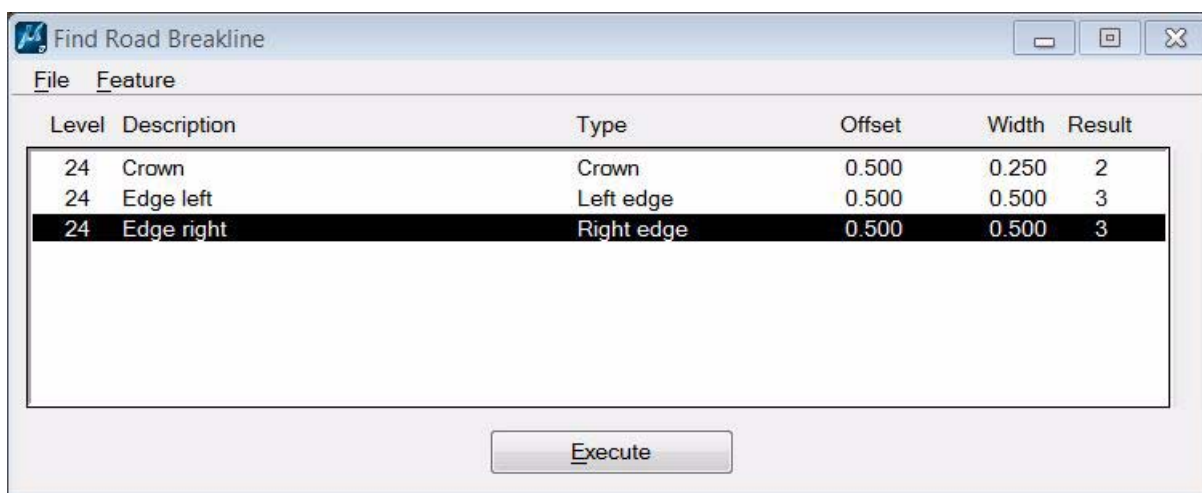 Find Road Breakline
File Feature
Level Description Type Offset Width Result
24 Crown Crown 0.500 0.250 2
24 Edge left Left edge 0.500 0.500 3
24 Edge right Right edge 0.500 0.500 3
Execute